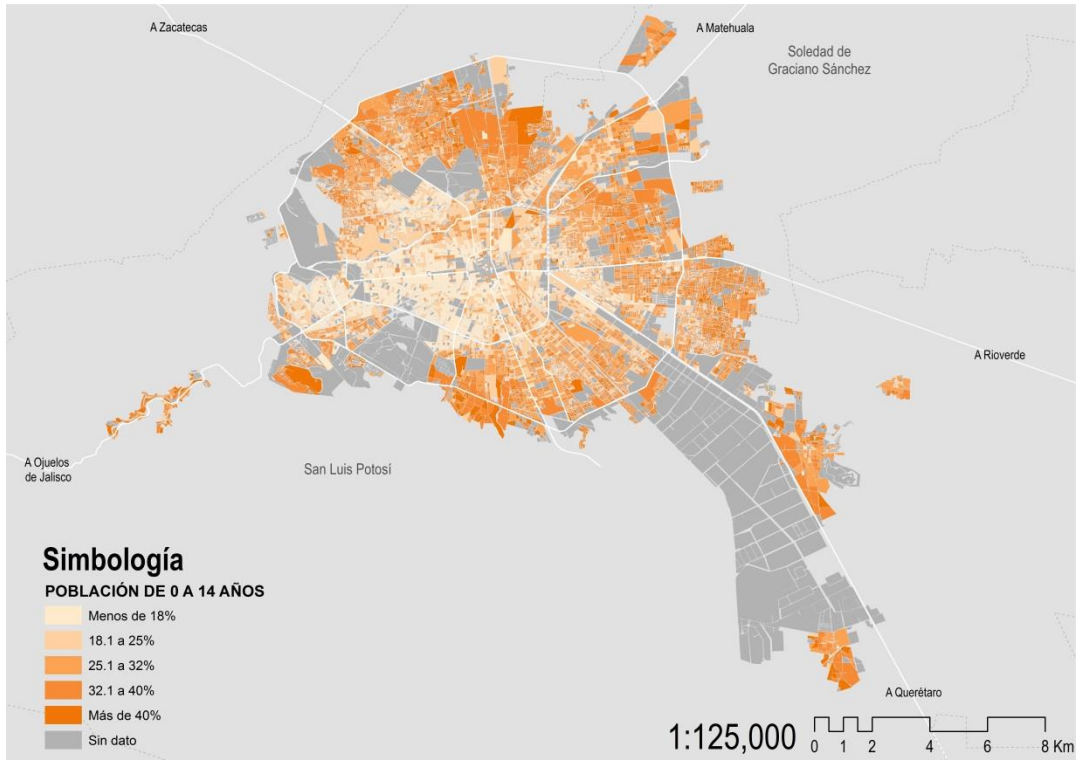 A Zacatecas
A Matehuala
Soledad de
Graciano Sánchez
A Rioverde
A Ojuelos
de Jalisco
San Luis Potosí
Simbología
POBLACIÓN DE 0 A 14 AÑOS
Menos de 18%
18.1 a 25%
25.1 a 32%
32.1 a 40%
Más de 40%
Sin dato
A Querétaro
1:125,000
0 1 2 4 6 8 Km